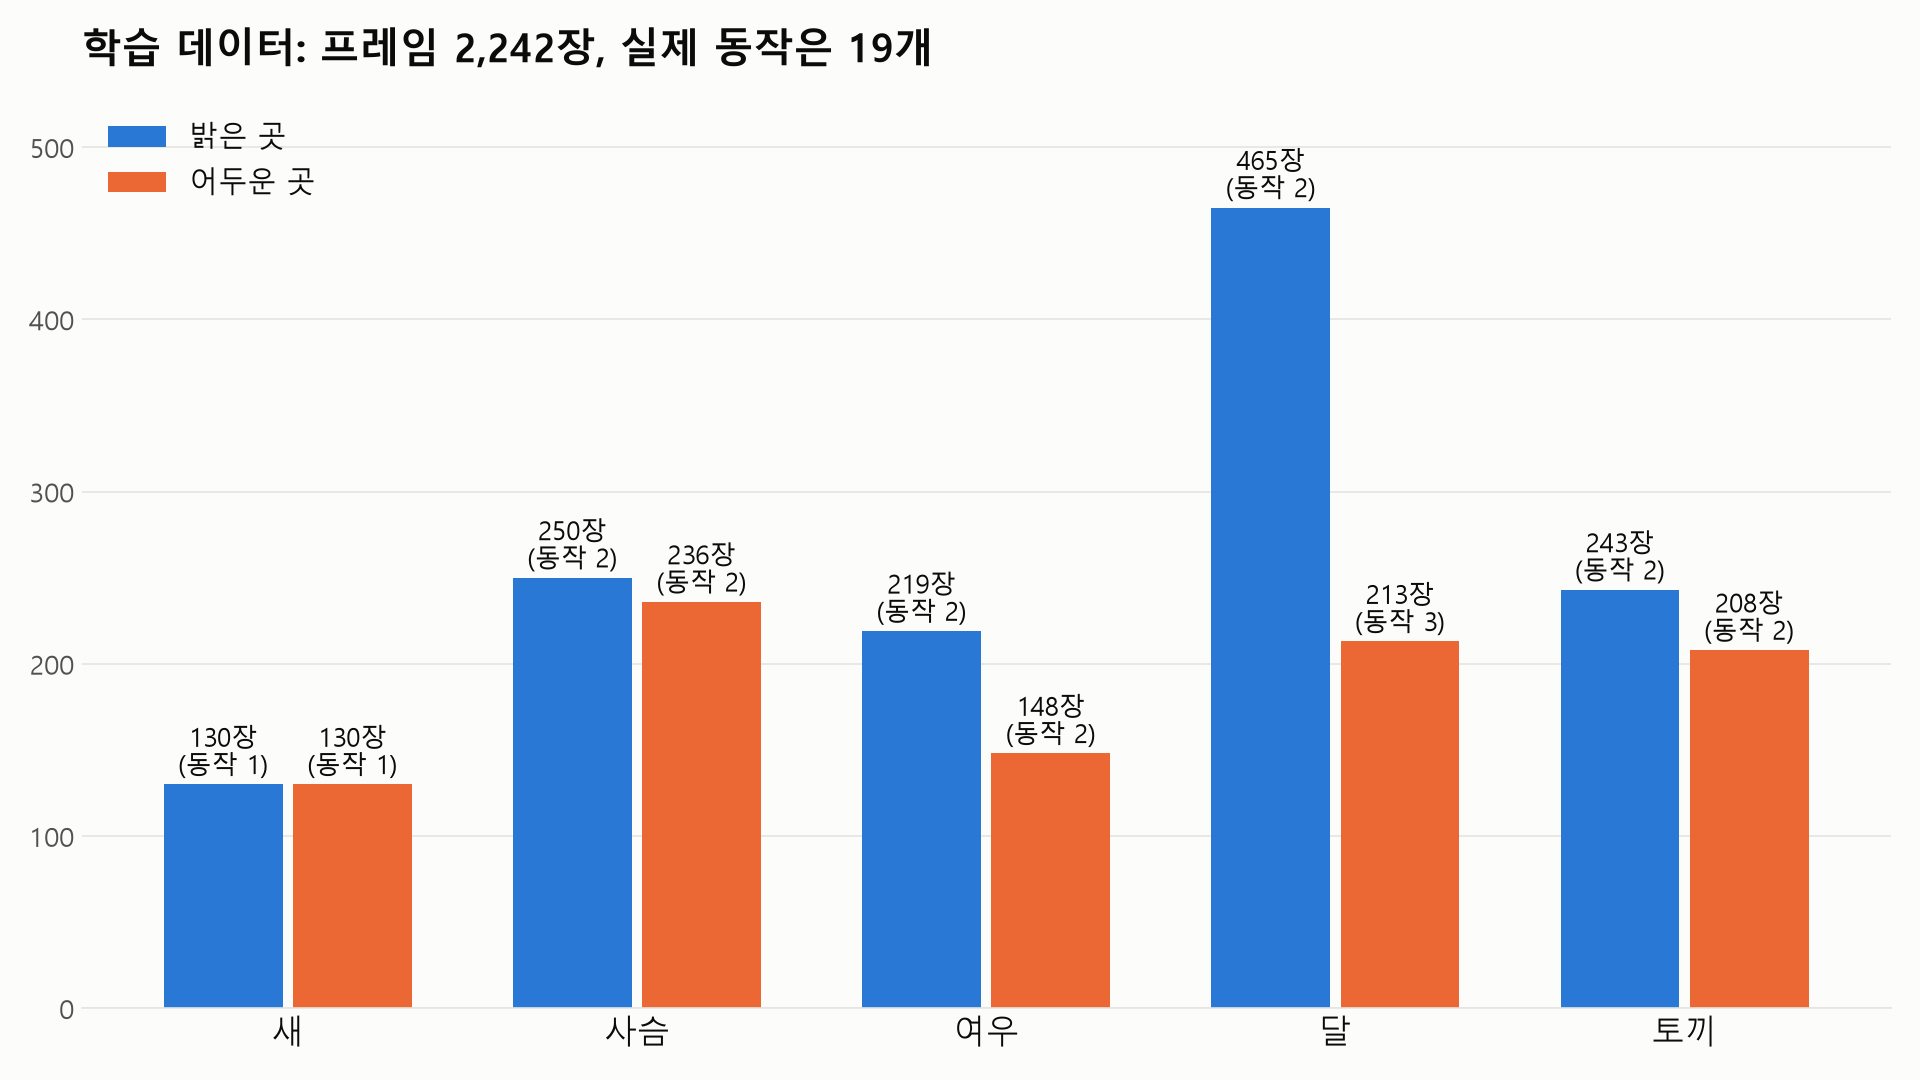 학습 데이터: 프레임 2,242장, 실제 동작은 19개
밝은 곳
어두운 곳
500
400
300
200
100
0
130장
(동작 1)
130장
(동작 1)
250장
(동작 2)
236장
(동작 2)
219장
(동작 2)
148장
(동작 2)
465장
(동작 2)
213장
(동작 3)
243장
(동작 2)
208장
(동작 2)
새
사슴
여우
달
토끼